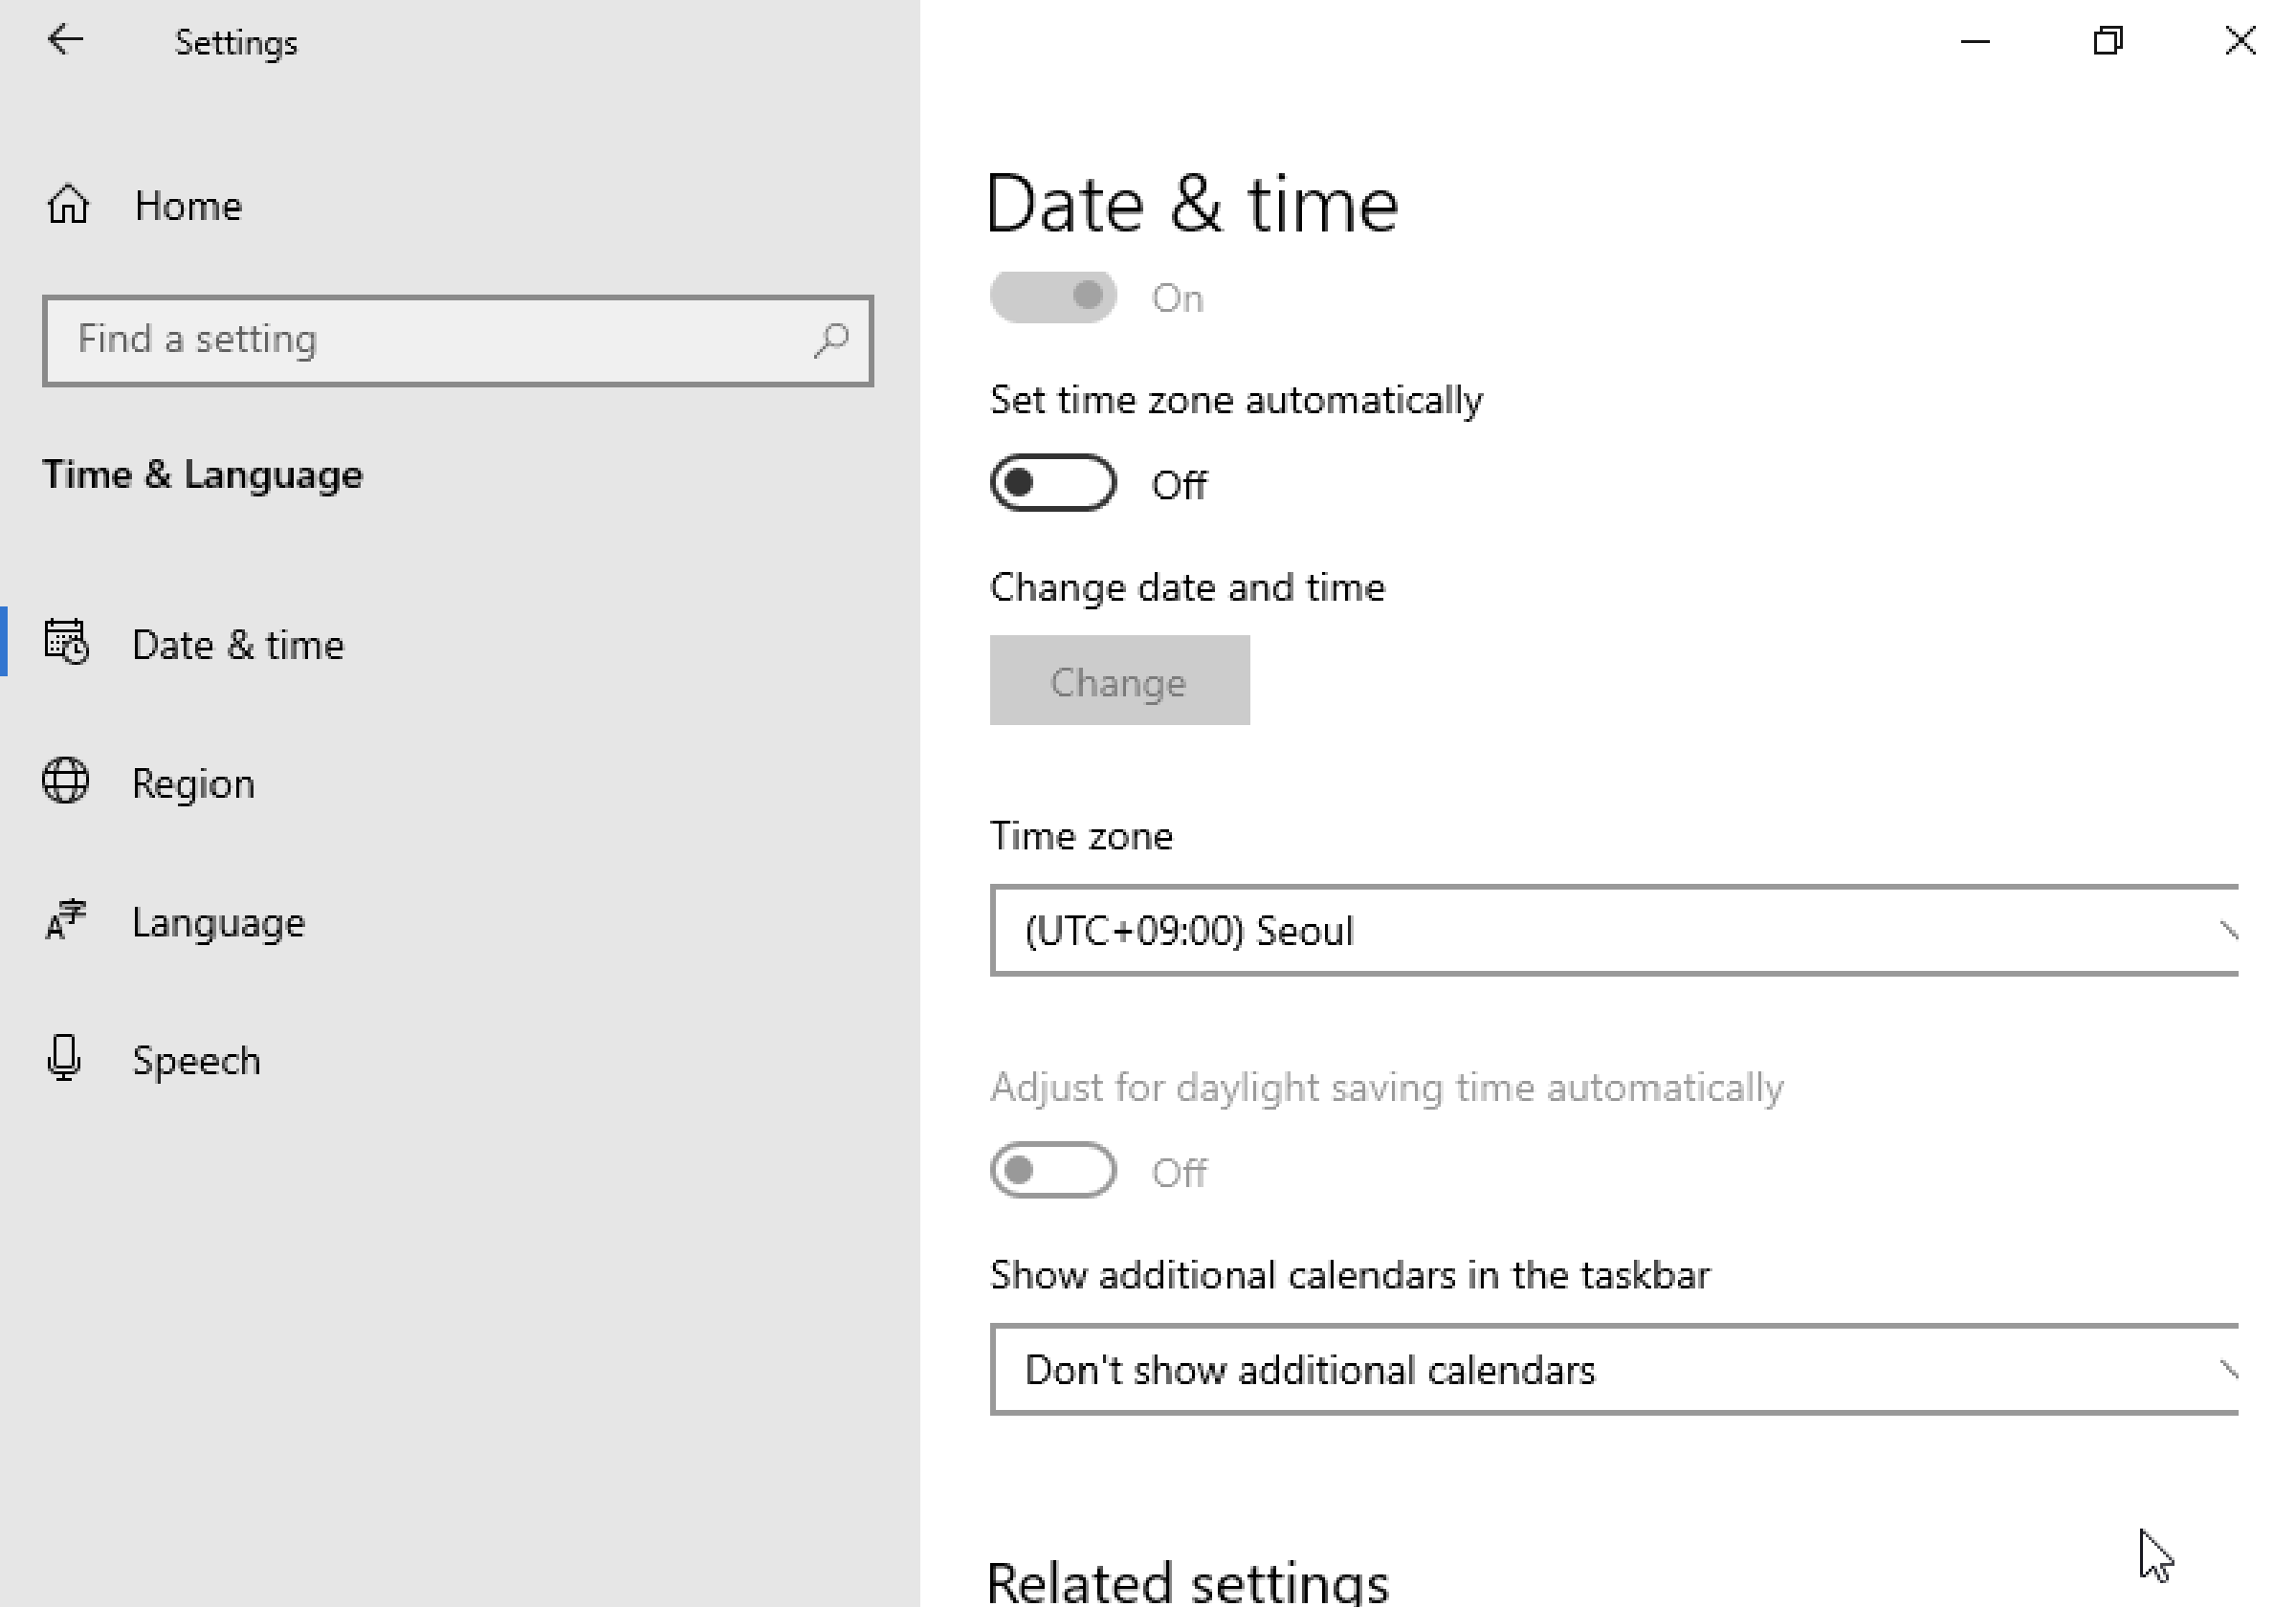 Settings
Home
Find a setting
Time & Language
Date & time
Region
Language
Speech
Date & time
On
Set time zone automatically
Off
Change date and time
Change
Time zone
(UTC+09:00) Seoul
Adjust for daylight saving time automatically
Off
Show additional calendars in the taskbar
Don't show additional calendars
Related settings